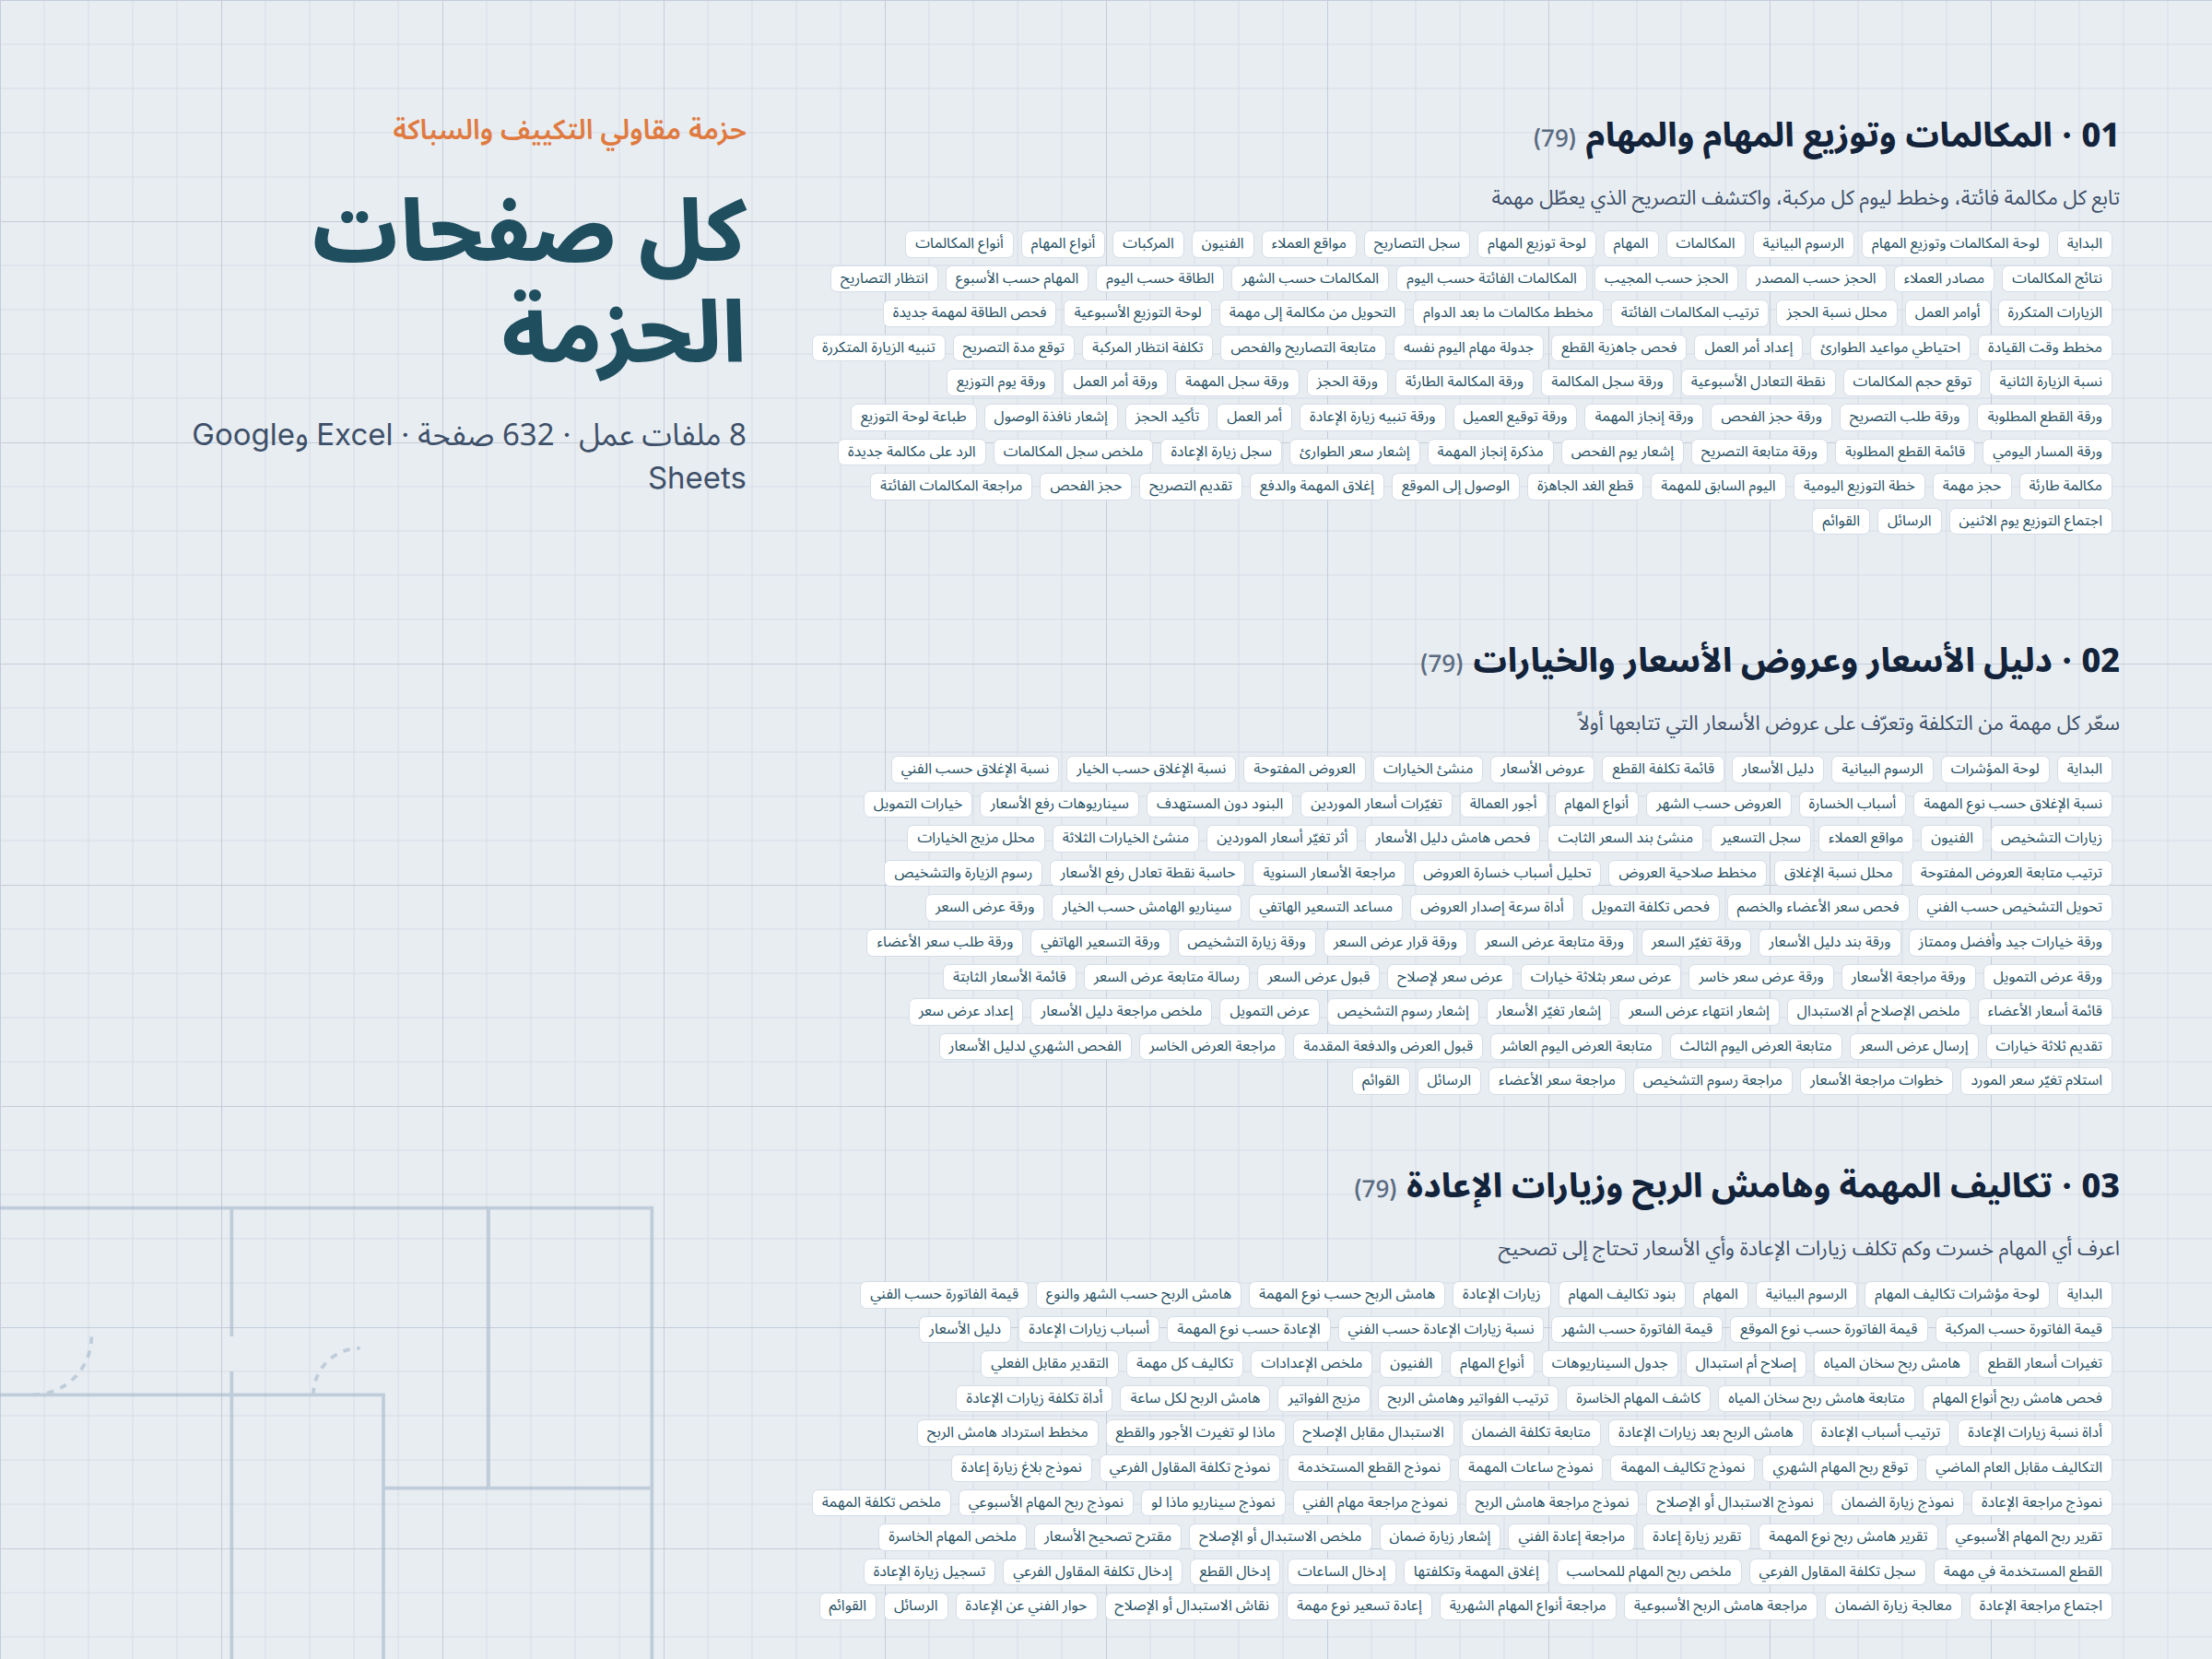 حزمة مقاولي التكييف والسباكة
كل صفحات
الحزمة
8 ملفات عمل · 632 صفحة · Excel وGoogle
Sheets
01 · المكالمات وتوزيع المهام والمهام (79)
تابع كل مكالمة فائتة، وخطط ليوم كل مركبة، واكتشف التصريح الذي يعطّل مهمة
البداية لوحة المكالمات وتوزيع المهام الرسوم البيانية المكالمات المهام لوحة توزيع المهام سجل التصاريح مواقع العملاء الفنيون المركبات أنواع المهام أنواع المكالمات
نتائج المكالمات مصادر العملاء الحجز حسب المصدر الحجز حسب المجيب المكالمات الفائتة حسب اليوم المكالمات حسب الشهر الطاقة حسب اليوم المهام حسب الأسبوع انتظار التصاريح
الزيارات المتكررة أوامر العمل محلل نسبة الحجز ترتيب المكالمات الفائتة مخطط مكالمات ما بعد الدوام التحويل من مكالمة إلى مهمة لوحة التوزيع الأسبوعية فحص الطاقة لمهمة جديدة
مخطط وقت القيادة احتياطي مواعيد الطوارئ إعداد أمر العمل فحص جاهزية القطع جدولة مهام اليوم نفسه متابعة التصاريح والفحص تكلفة انتظار المركبة توقع مدة التصريح تنبيه الزيارة المتكررة
نسبة الزيارة الثانية توقع حجم المكالمات نقطة التعادل الأسبوعية ورقة سجل المكالمة ورقة المكالمة الطارئة ورقة الحجز ورقة سجل المهمة ورقة أمر العمل ورقة يوم التوزيع
ورقة القطع المطلوبة ورقة طلب التصريح ورقة حجز الفحص ورقة إنجاز المهمة ورقة توقيع العميل ورقة تنبيه زيارة الإعادة أمر العمل تأكيد الحجز إشعار نافذة الوصول طباعة لوحة التوزيع
ورقة المسار اليومي قائمة القطع المطلوبة ورقة متابعة التصريح إشعار يوم الفحص مذكرة إنجاز المهمة إشعار سعر الطوارئ سجل زيارة الإعادة ملخص سجل المكالمات الرد على مكالمة جديدة
مكالمة طارئة حجز مهمة خطة التوزيع اليومية اليوم السابق للمهمة قطع الغد الجاهزة الوصول إلى الموقع إغلاق المهمة والدفع تقديم التصريح حجز الفحص مراجعة المكالمات الفائتة
اجتماع التوزيع يوم الاثنين الرسائل القوائم
02 · دليل الأسعار وعروض الأسعار والخيارات (79)
سعّر كل مهمة من التكلفة وتعرّف على عروض الأسعار التي تتابعها أولاً
البداية لوحة المؤشرات الرسوم البيانية دليل الأسعار قائمة تكلفة القطع عروض الأسعار منشئ الخيارات العروض المفتوحة نسبة الإغلاق حسب الخيار نسبة الإغلاق حسب الفني
نسبة الإغلاق حسب نوع المهمة أسباب الخسارة العروض حسب الشهر أنواع المهام أجور العمالة تغيّرات أسعار الموردين البنود دون المستهدف سيناريوهات رفع الأسعار خيارات التمويل
زيارات التشخيص الفنيون مواقع العملاء سجل التسعير منشئ بند السعر الثابت فحص هامش دليل الأسعار أثر تغيّر أسعار الموردين منشئ الخيارات الثلاثة محلل مزيج الخيارات
ترتيب متابعة العروض المفتوحة محلل نسبة الإغلاق مخطط صلاحية العروض تحليل أسباب خسارة العروض مراجعة الأسعار السنوية حاسبة نقطة تعادل رفع الأسعار رسوم الزيارة والتشخيص
تحويل التشخيص حسب الفني فحص سعر الأعضاء والخصم فحص تكلفة التمويل أداة سرعة إصدار العروض مساعد التسعير الهاتفي سيناريو الهامش حسب الخيار ورقة عرض السعر
ورقة خيارات جيد وأفضل وممتاز ورقة بند دليل الأسعار ورقة تغيّر السعر ورقة متابعة عرض السعر ورقة قرار عرض السعر ورقة زيارة التشخيص ورقة التسعير الهاتفي ورقة طلب سعر الأعضاء
ورقة عرض التمويل ورقة مراجعة الأسعار ورقة عرض سعر خاسر عرض سعر بثلاثة خيارات عرض سعر لإصلاح قبول عرض السعر رسالة متابعة عرض السعر قائمة الأسعار الثابتة
قائمة أسعار الأعضاء ملخص الإصلاح أم الاستبدال إشعار انتهاء عرض السعر إشعار تغيّر الأسعار إشعار رسوم التشخيص عرض التمويل ملخص مراجعة دليل الأسعار إعداد عرض سعر
تقديم ثلاثة خيارات إرسال عرض السعر متابعة العرض اليوم الثالث متابعة العرض اليوم العاشر قبول العرض والدفعة المقدمة مراجعة العرض الخاسر الفحص الشهري لدليل الأسعار
استلام تغيّر سعر المورد خطوات مراجعة الأسعار مراجعة رسوم التشخيص مراجعة سعر الأعضاء الرسائل القوائم
03 · تكاليف المهمة وهامش الربح وزيارات الإعادة (79)
اعرف أي المهام خسرت وكم تكلف زيارات الإعادة وأي الأسعار تحتاج إلى تصحيح
البداية لوحة مؤشرات تكاليف المهام الرسوم البيانية المهام بنود تكاليف المهام زيارات الإعادة هامش الربح حسب نوع المهمة هامش الربح حسب الشهر والنوع قيمة الفاتورة حسب الفني
قيمة الفاتورة حسب المركبة قيمة الفاتورة حسب نوع الموقع قيمة الفاتورة حسب الشهر نسبة زيارات الإعادة حسب الفني الإعادة حسب نوع المهمة أسباب زيارات الإعادة دليل الأسعار
تغيرات أسعار القطع هامش ربح سخان المياه إصلاح أم استبدال جدول السيناريوهات أنواع المهام الفنيون ملخص الإعدادات تكاليف كل مهمة التقدير مقابل الفعلي
فحص هامش ربح أنواع المهام متابعة هامش ربح سخان المياه كاشف المهام الخاسرة ترتيب الفواتير وهامش الربح مزيج الفواتير هامش الربح لكل ساعة أداة تكلفة زيارات الإعادة
أداة نسبة زيارات الإعادة ترتيب أسباب الإعادة هامش الربح بعد زيارات الإعادة متابعة تكلفة الضمان الاستبدال مقابل الإصلاح ماذا لو تغيرت الأجور والقطع مخطط استرداد هامش الربح
التكاليف مقابل العام الماضي توقع ربح المهام الشهري نموذج تكاليف المهمة نموذج ساعات المهمة نموذج القطع المستخدمة نموذج تكلفة المقاول الفرعي نموذج بلاغ زيارة إعادة
نموذج مراجعة الإعادة نموذج زيارة الضمان نموذج الاستبدال أو الإصلاح نموذج مراجعة هامش الربح نموذج مراجعة مهام الفني نموذج سيناريو ماذا لو نموذج ربح المهام الأسبوعي ملخص تكلفة المهمة
تقرير ربح المهام الأسبوعي تقرير هامش ربح نوع المهمة تقرير زيارة إعادة مراجعة إعادة الفني إشعار زيارة ضمان ملخص الاستبدال أو الإصلاح مقترح تصحيح الأسعار ملخص المهام الخاسرة
القطع المستخدمة في مهمة سجل تكلفة المقاول الفرعي ملخص ربح المهام للمحاسب إغلاق المهمة وتكلفتها إدخال الساعات إدخال القطع إدخال تكلفة المقاول الفرعي تسجيل زيارة الإعادة
اجتماع مراجعة الإعادة معالجة زيارة الضمان مراجعة هامش الربح الأسبوعية مراجعة أنواع المهام الشهرية إعادة تسعير نوع مهمة نقاش الاستبدال أو الإصلاح حوار الفني عن الإعادة الرسائل القوائم